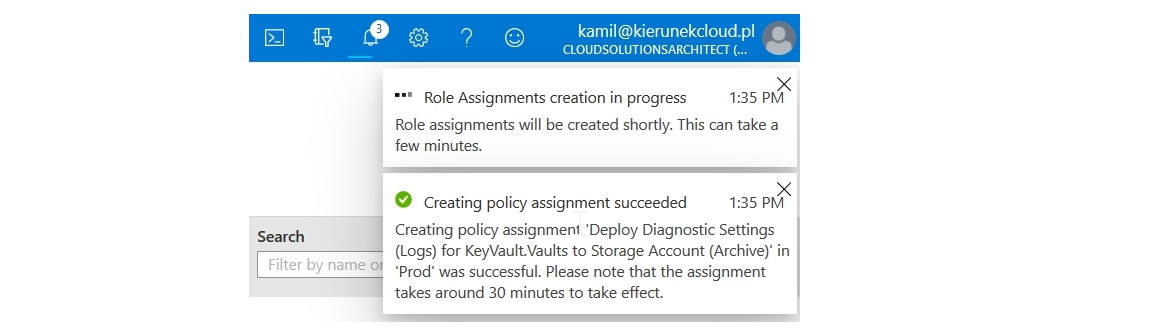 3
kamil@kierunekcloud.pl
CLOUDSOLUTIONSARCHITECT (...
Role Assignments creation in progress 1:35 PM
Role assignments will be created shortly. This can take a
few minutes.
Creating policy assignment succeeded 1:35 PM
Creating policy assignment 'Deploy Diagnostic Settings
(Logs) for KeyVault.Vaults to Storage Account (Archive)' in
'Prod' was successful. Please note that the assignment
takes around 30 minutes to take effect.
Search
Filter by name or